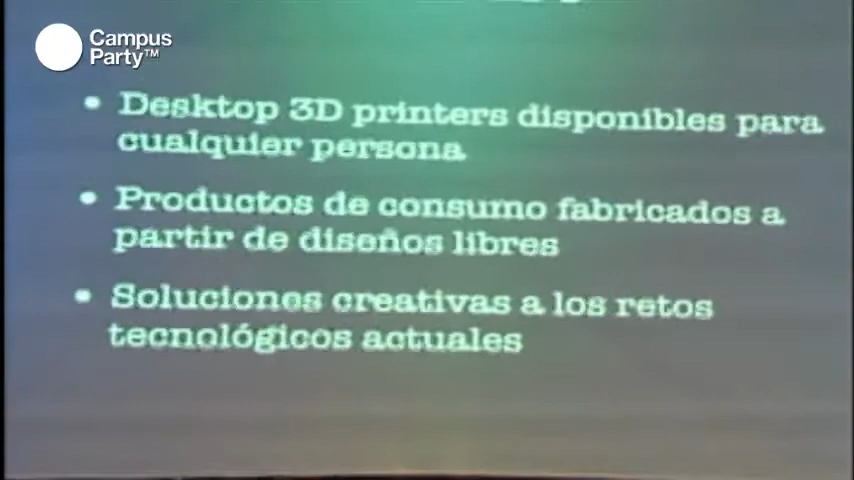 Campus
Party™
• Desktop 3D printers disponibles para
cualquier persona
• Productos de consumo fabricados a
partir de diseños libres
• Soluciones creativas a los retos
tecnológicos actuales